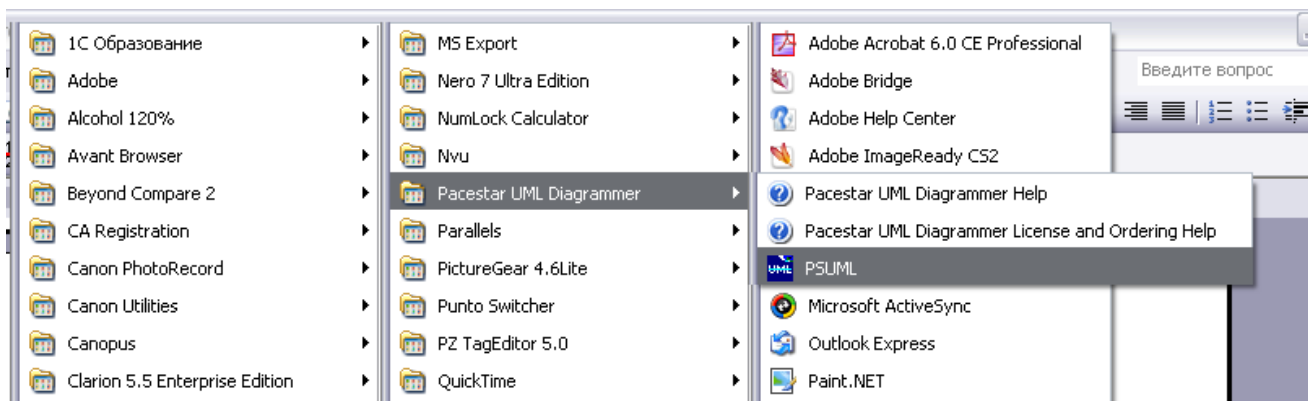 1С Образование
Adobe
Alcohol 120%
Avant Browser
Beyond Compare 2
CA Registration
Canon PhotoRecord
Canon Utilities
Canopus
Clarion 5.5 Enterprise Edition
MS Export
Nero 7 Ultra Edition
NumLock Calculator
Nvu
Pacestar UML Diagrammer
Parallels
PictureGear 4.6Lite
Punto Switcher
PZ TagEditor 5.0
QuickTime
Adobe Acrobat 6.0 CE Professional
Adobe Bridge
Adobe Help Center
Adobe ImageReady CS2
Pacestar UML Diagrammer Help
Pacestar UML Diagrammer License and Ordering Help
UML PSUML
Microsoft ActiveSync
Outlook Express
Paint.NET
Введите вопрос